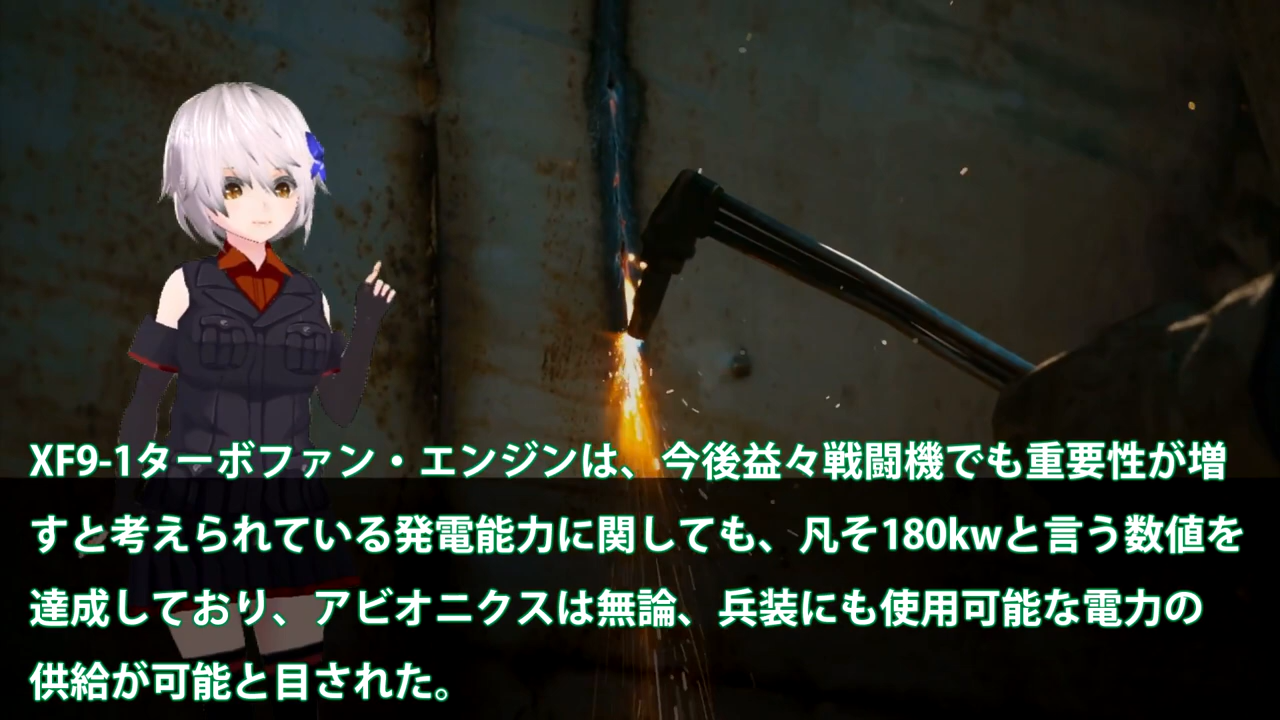 XF9-1ターボファン・エンジンは、今後益々戦闘機でも重要性が増
すと考えられている発電能力に関しても、凡そ180kwと言う数値を
達成しており、アビオニクスは無論、兵装にも使用可能な電力の
供給が可能と目された。